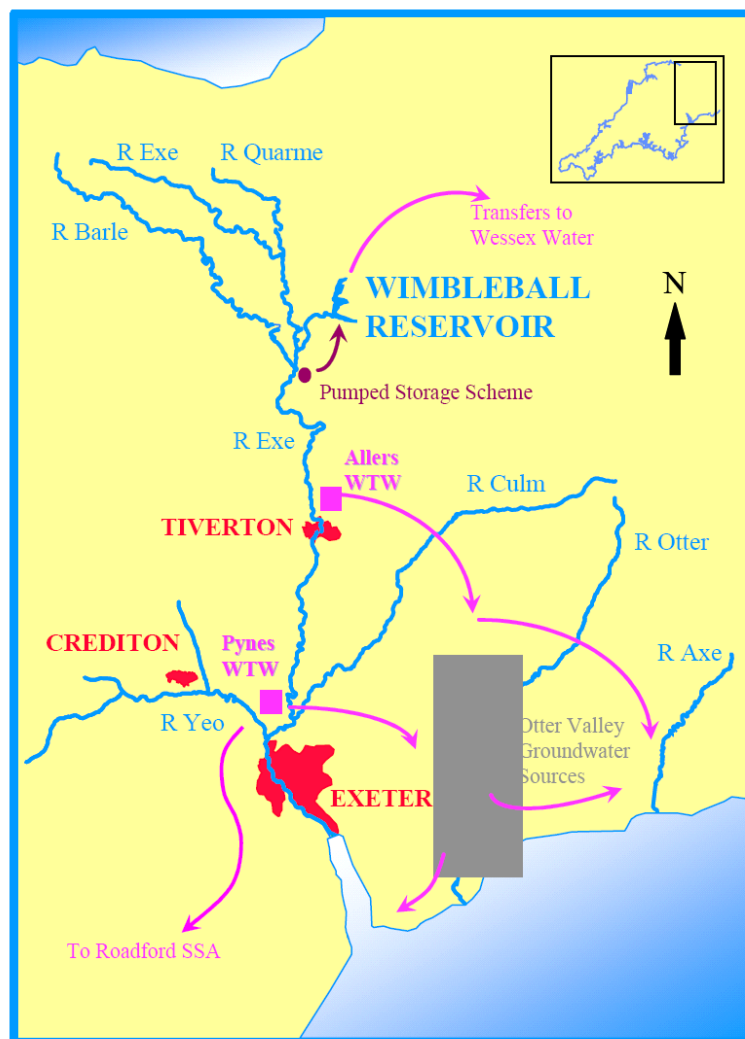 R Exe
R Quarme
R Barle
Transfers to
Wessex Water
WIMBLEBALL
RESERVOIR
N
Pumped Storage Scheme
R Exe
Allers
WTW
R Culm
TIVERTON
R Otter
CREDITON
Pynes
WTW
R Axe
R Yeo
Otter Valley
Groundwater
Sources
EXETER
To Roadford SSA